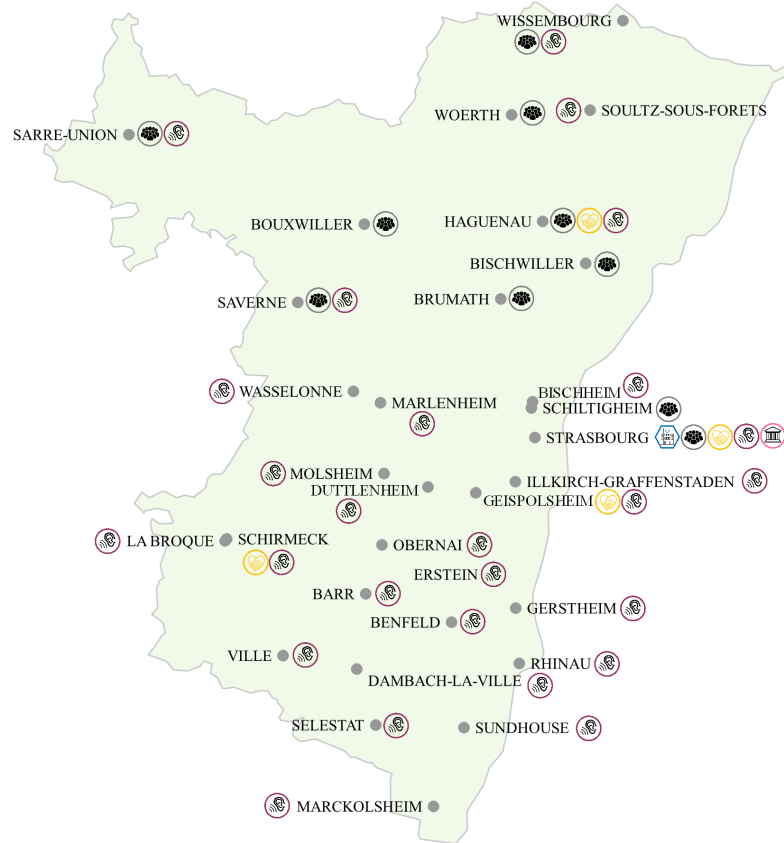 WISSEMBOURG
WOERTH
SOULTZ-SOUS-FORETS
SARRE-UNION
BOUXWILLER
HAGUENAU
BISCHWILLER
SAVERNE
BRUMATH
WASSELONNE
BISCHHEIM
MARLENHEIM
SCHILTIGHEIM
STRASBOURG
MOLSHEIM
ILLKIRCH-GRAFFENSTADEN
DUTTLENHEIM
GEISPOLSHEIM
LA BROQUE
SCHIRMECK
OBERNAI
ERSTEIN
BARR
GERSTHEIM
BENFELD
VILLE
RHINAU
DAMBACH-LA-VILLE
SELESTAT
SUNDHOUSE
MARCKOLSHEIM